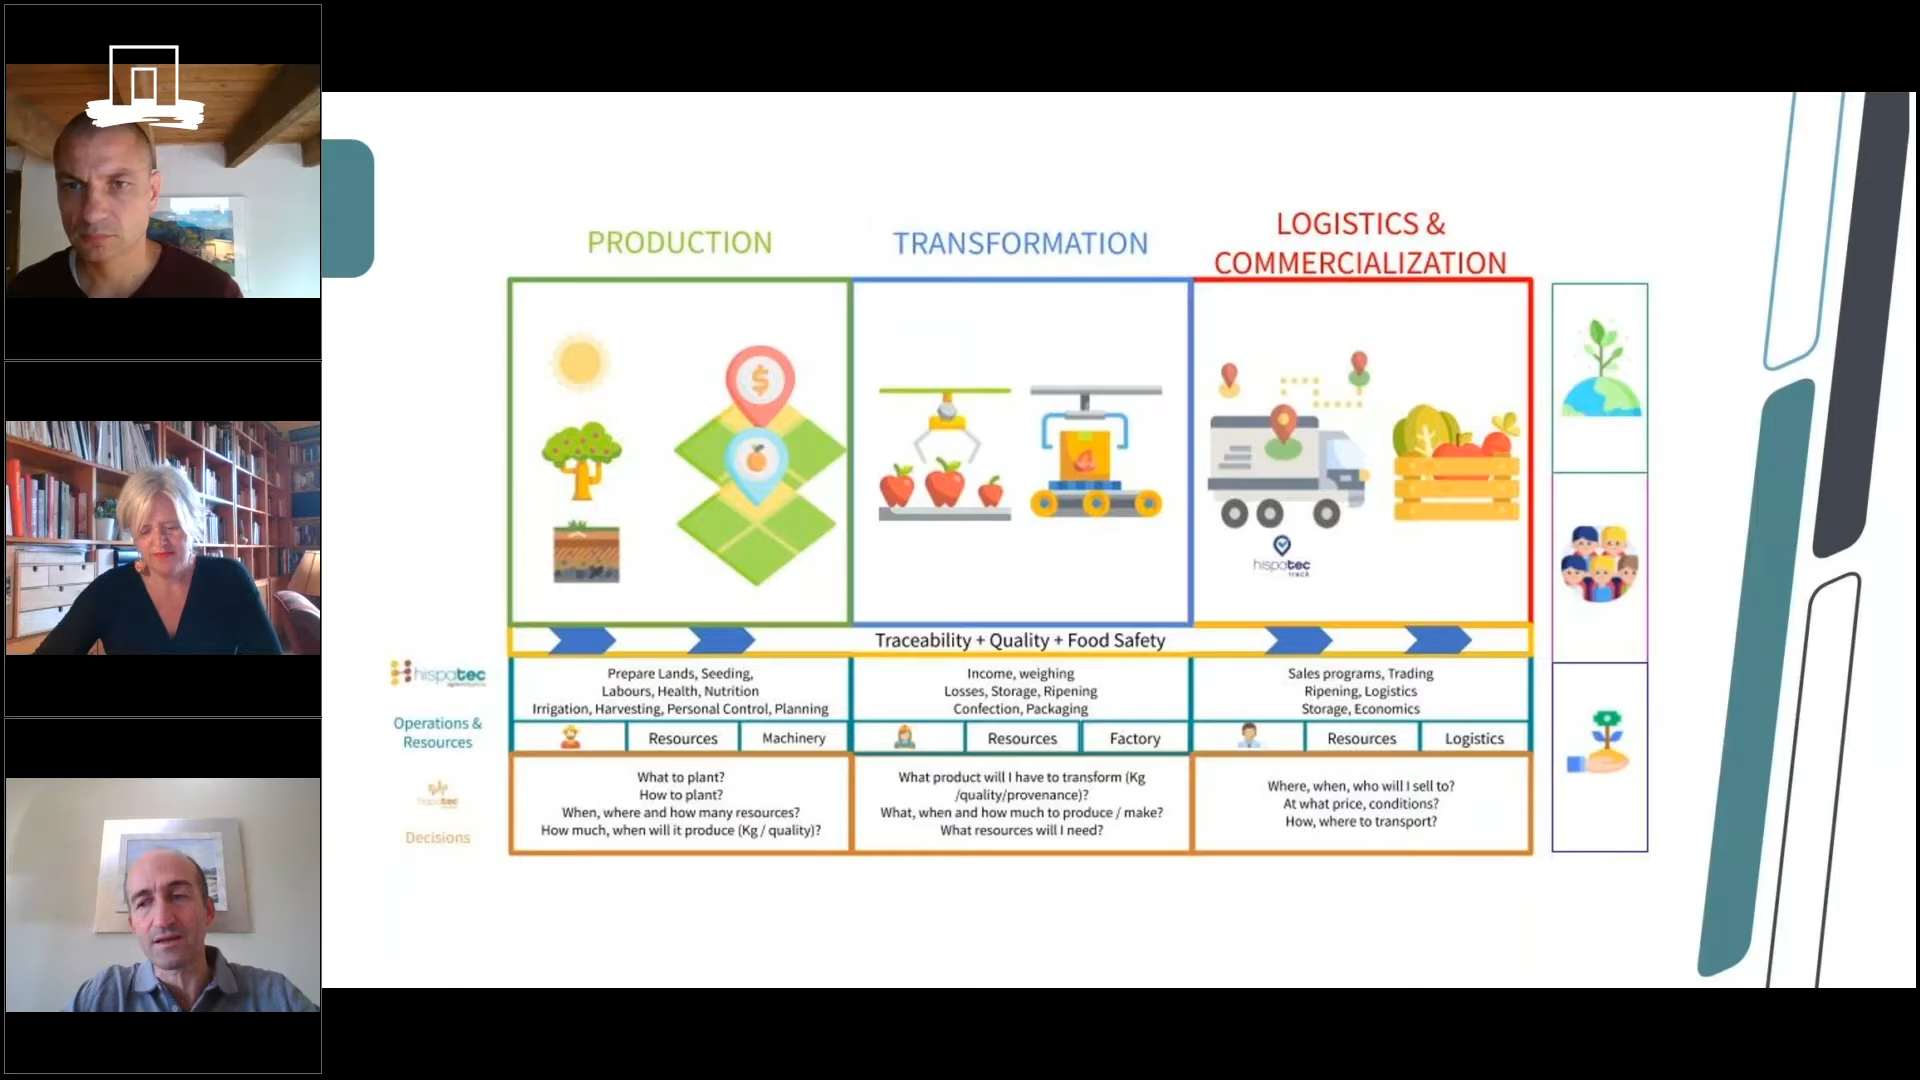 PRODUCTION
TRANSFORMATION
LOGISTICS &
COMMERCIALIZATION
hispatec
track
Traceability + Quality + Food Safety
hispatec
Prepare Lands, Seeding,
Labours, Health, Nutrition
Irrigation, Harvesting, Personal Control, Planning
Income, weighing
Losses, Storage, Ripening
Confection, Packaging
Sales programs, Trading
Ripening, Logistics
Storage, Economics
Operations &
Resources
Resources
Machinery
Resources
Factory
Resources
Logistics
hispatec
Decisions
What to plant?
How to plant?
When, where and how many resources?
How much, when will it produce (Kg / quality)?
What product will I have to transform (Kg
/quality/provenance)?
What, when and how much to produce / make?
What resources will I need?
Where, when, who will I sell to?
At what price, conditions?
How, where to transport?